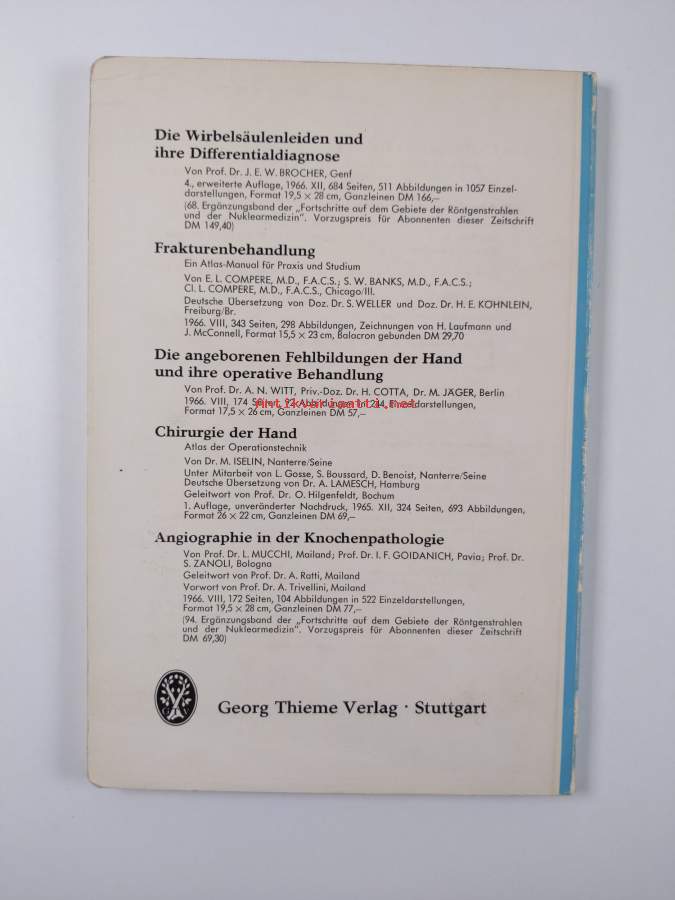 Die Wirbelsäulenleiden und
ihre Differentialdiagnose
Von Prof. Dr. J. E. W. BROCHER, Genf
4., erweiterte Auflage, 1966. XII, 684 Seiten, 511 Abbildungen in 1057 Einzel-
darstellungen, Format 19,5 × 28 cm, Ganzleinen DM 166,–
(68. Ergänzungsband der „Fortschritte auf dem Gebiete der Röntgenstrahlen
und der Nuklearmedizin". Vorzugspreis für Abonnenten dieser Zeitschrift
DM 149,40)
Frakturenbehandlung
Ein Atlas-Manual für Praxis und Studium
Von E. L. COMPERE, M.D., F.A.C.S.; S. W. BANKS, M.D., F.A.C.S.;
Cl. L. COMPERE, M.D., F.A.C.S., Chicago/Ill.
Deutsche Übersetzung von Doz. Dr. S. WELLER und Doz. Dr. H. E. KÖHNLEIN,
Freiburg/Br.
1966. VIII, 343 Seiten, 298 Abbildungen, Zeichnungen von H. Laufmann und
J. McConnell, Format 15,5 × 23 cm, Balacron gebunden DM 29,70
Die angeborenen Fehlbildungen der Hand
und ihre operative Behandlung
Von Prof. Dr. A. N. WITT, Priv.-Doz. Dr. H. COTTA, Dr. M. JÄGER, Berlin
1966. VIII, 174 Seiten, 92 Abbildungen in 244 Einzeldarstellungen,
antikvariaatti.net
Format 17,5 × 26 cm, Ganzleinen DM 57,–
Chirurgie der Hand
Atlas der Operationstechnik
Von Dr. M. ISELIN, Nanterre/Seine
Unter Mitarbeit von L. Gosse, S. Boussard, D. Benoist, Nanterre/Seine
Deutsche Übersetzung von Dr. A. LAMESCH, Hamburg
Geleitwort von Prof. Dr. O. Hilgenfeldt, Bochum
1. Auflage, unveränderter Nachdruck, 1965. XII, 324 Seiten, 693 Abbildungen,
Format 26 × 22 cm, Ganzleinen DM 69,–
Angiographie in der Knochenpathologie
Von Prof. Dr. L. MUCCHI, Mailand; Prof. Dr. I. F. GOIDANICH, Pavia; Prof. Dr.
S. ZANOLI, Bologna
Geleitwort von Prof. Dr. A. Ratti, Mailand
Vorwort von Prof. Dr. A. Trivellini, Mailand
1966. VIII, 172 Seiten, 104 Abbildungen in 522 Einzeldarstellungen,
Format 19,5 × 28 cm, Ganzleinen DM 77,–
(94. Ergänzungsband der „Fortschritte auf dem Gebiete der Röntgenstrahlen
und der Nuklearmedizin". Vorzugspreis für Abonnenten dieser Zeitschrift
DM 69,30)
Georg Thieme Verlag · Stuttgart